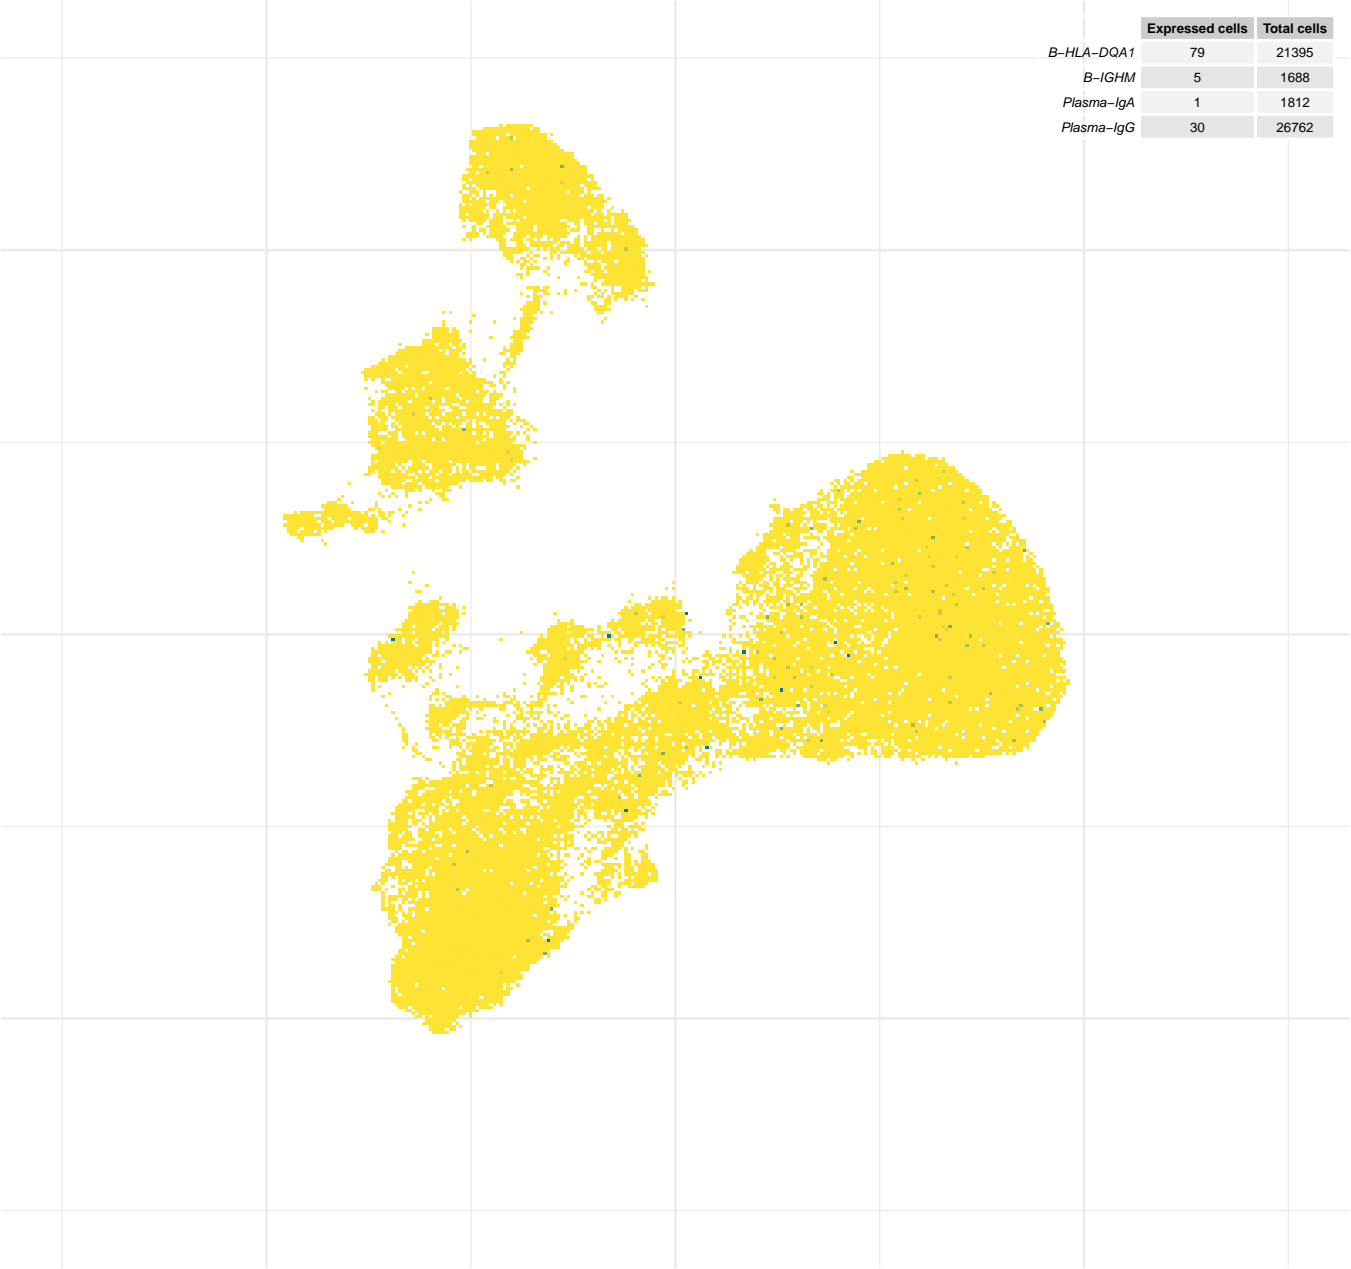 Expressed cells Total cells
B−HLA−DQA1 79 21395
B−IGHM 5 1688
Plasma−IgA 1 1812
Plasma−IgG 30 26762